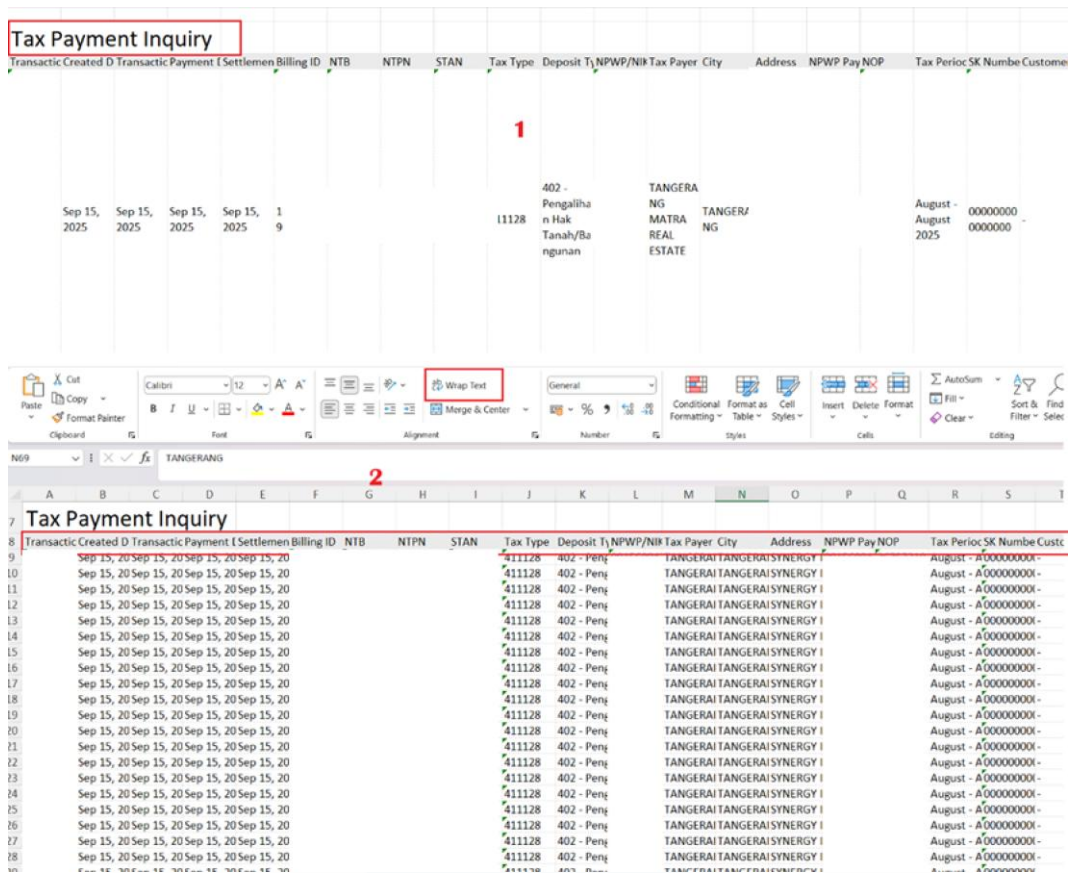 Tax Payment Inquiry
Transactic Created D Transactic Payment D Settlemen Billing ID NTB NTPN STAN Tax Type Deposit Ty NPWP/NIK Tax Payer City Address NPWP Pay NOP Tax Perioc SK Numbe Customer
1
Sep 15, 2025
Sep 15, 2025
Sep 15, 2025
Sep 15, 2025
1
9
11128
402 -
Pengaliha
n Hak
Tanah/Ba
ngunan
TANGERA
NG
MATRA
REAL
ESTATE
TANGERA
NG
August -
August
2025
00000000
0000000
-
Paste
Cut
Copy
Format Painter
Clipboard
Calibri 12
B I U
Font
Wrap Text
Merge & Center
Alignment
General
Number
Conditional Formatting
Format as Table
Cell Styles
Styles
Insert Delete Format
Cells
AutoSum
Fill
Clear
Sort & Filter
Find
Selec
Editing
N69 fx TANGERANG
2
A B C D E F G H I J K L M N O P Q R S T
7 Tax Payment Inquiry
8 Transactic Created D Transactic Payment D Settlemen Billing ID NTB NTPN STAN Tax Type Deposit Ty NPWP/NIK Tax Payer City Address NPWP Pay NOP Tax Perioc SK Numbe Custo
9 Sep 15, 20 Sep 15, 20 Sep 15, 20 Sep 15, 20 411128 402 - Peng TANGERAI TANGERAI SYNERGY I August - A 000000000 -
10 Sep 15, 20 Sep 15, 20 Sep 15, 20 Sep 15, 20 411128 402 - Peng TANGERAI TANGERAI SYNERGY I August - A 000000000 -
11 Sep 15, 20 Sep 15, 20 Sep 15, 20 Sep 15, 20 411128 402 - Peng TANGERAI TANGERAI SYNERGY I August - A 000000000 -
12 Sep 15, 20 Sep 15, 20 Sep 15, 20 Sep 15, 20 411128 402 - Peng TANGERAI TANGERAI SYNERGY I August - A 000000000 -
13 Sep 15, 20 Sep 15, 20 Sep 15, 20 Sep 15, 20 411128 402 - Peng TANGERAI TANGERAI SYNERGY I August - A 000000000 -
14 Sep 15, 20 Sep 15, 20 Sep 15, 20 Sep 15, 20 411128 402 - Peng TANGERAI TANGERAI SYNERGY I August - A 000000000 -
15 Sep 15, 20 Sep 15, 20 Sep 15, 20 Sep 15, 20 411128 402 - Peng TANGERAI TANGERAI SYNERGY I August - A 000000000 -
16 Sep 15, 20 Sep 15, 20 Sep 15, 20 Sep 15, 20 411128 402 - Peng TANGERAI TANGERAI SYNERGY I August - A 000000000 -
17 Sep 15, 20 Sep 15, 20 Sep 15, 20 Sep 15, 20 411128 402 - Peng TANGERAI TANGERAI SYNERGY I August - A 000000000 -
18 Sep 15, 20 Sep 15, 20 Sep 15, 20 Sep 15, 20 411128 402 - Peng TANGERAI TANGERAI SYNERGY I August - A 000000000 -
19 Sep 15, 20 Sep 15, 20 Sep 15, 20 Sep 15, 20 411128 402 - Peng TANGERAI TANGERAI SYNERGY I August - A 000000000 -
20 Sep 15, 20 Sep 15, 20 Sep 15, 20 Sep 15, 20 411128 402 - Peng TANGERAI TANGERAI SYNERGY I August - A 000000000 -
21 Sep 15, 20 Sep 15, 20 Sep 15, 20 Sep 15, 20 411128 402 - Peng TANGERAI TANGERAI SYNERGY I August - A 000000000 -
22 Sep 15, 20 Sep 15, 20 Sep 15, 20 Sep 15, 20 411128 402 - Peng TANGERAI TANGERAI SYNERGY I August - A 000000000 -
23 Sep 15, 20 Sep 15, 20 Sep 15, 20 Sep 15, 20 411128 402 - Peng TANGERAI TANGERAI SYNERGY I August - A 000000000 -
24 Sep 15, 20 Sep 15, 20 Sep 15, 20 Sep 15, 20 411128 402 - Peng TANGERAI TANGERAI SYNERGY I August - A 000000000 -
25 Sep 15, 20 Sep 15, 20 Sep 15, 20 Sep 15, 20 411128 402 - Peng TANGERAI TANGERAI SYNERGY I August - A 000000000 -
26 Sep 15, 20 Sep 15, 20 Sep 15, 20 Sep 15, 20 411128 402 - Peng TANGERAI TANGERAI SYNERGY I August - A 000000000 -
27 Sep 15, 20 Sep 15, 20 Sep 15, 20 Sep 15, 20 411128 402 - Peng TANGERAI TANGERAI SYNERGY I August - A 000000000 -
28 Sep 15, 20 Sep 15, 20 Sep 15, 20 Sep 15, 20 411128 402 - Peng TANGERAI TANGERAI SYNERGY I August - A 000000000 -